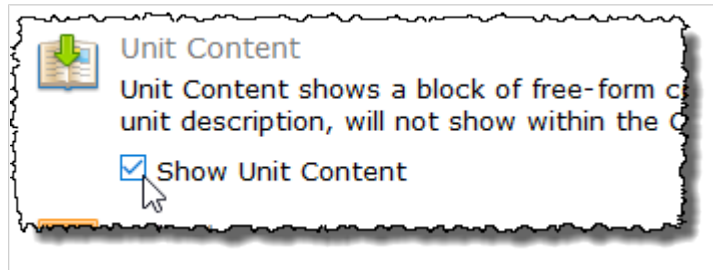 Unit Content
Unit Content shows a block of free-form
unit description, will not show within the
Show Unit Content